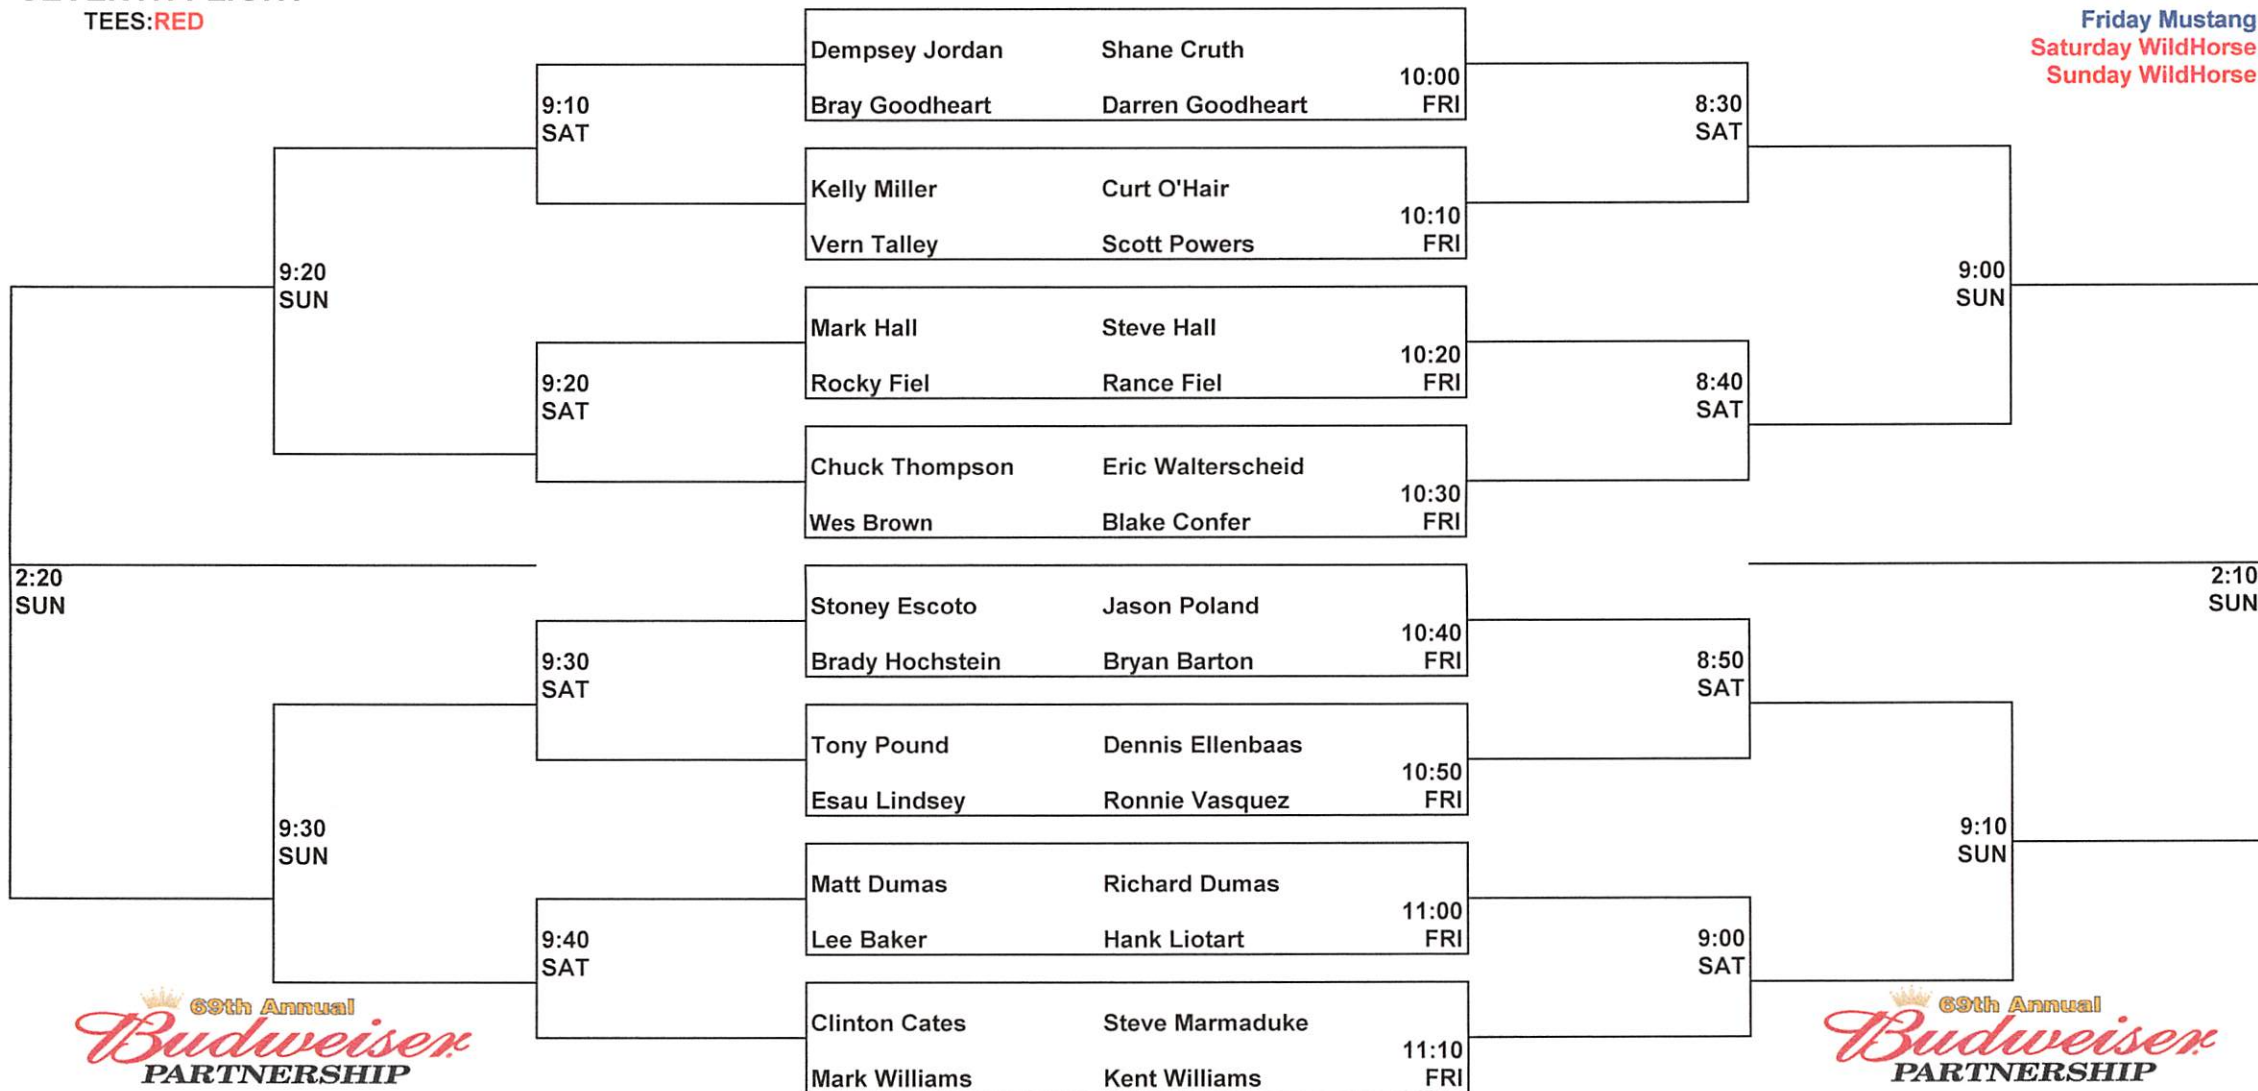 TEES:RED
Friday Mustang
Saturday WildHorse
Sunday WildHorse
Dempsey Jordan Shane Cruth
10:00
Bray Goodheart Darren Goodheart FRI
9:10
SAT
8:30
SAT
Kelly Miller Curt O'Hair
10:10
Vern Talley Scott Powers FRI
9:20
SUN
9:00
SUN
Mark Hall Steve Hall
10:20
Rocky Fiel Rance Fiel FRI
9:20
SAT
8:40
SAT
Chuck Thompson Eric Walterscheid
10:30
Wes Brown Blake Confer FRI
2:20
SUN
2:10
SUN
Stoney Escoto Jason Poland
10:40
Brady Hochstein Bryan Barton FRI
9:30
SAT
8:50
SAT
Tony Pound Dennis Ellenbaas
10:50
Esau Lindsey Ronnie Vasquez FRI
9:30
SUN
9:10
SUN
Matt Dumas Richard Dumas
11:00
Lee Baker Hank Liotart FRI
9:40
SAT
9:00
SAT
Clinton Cates Steve Marmaduke
11:10
Mark Williams Kent Williams FRI
69th Annual
Budweiser
PARTNERSHIP
69th Annual
Budweiser
PARTNERSHIP